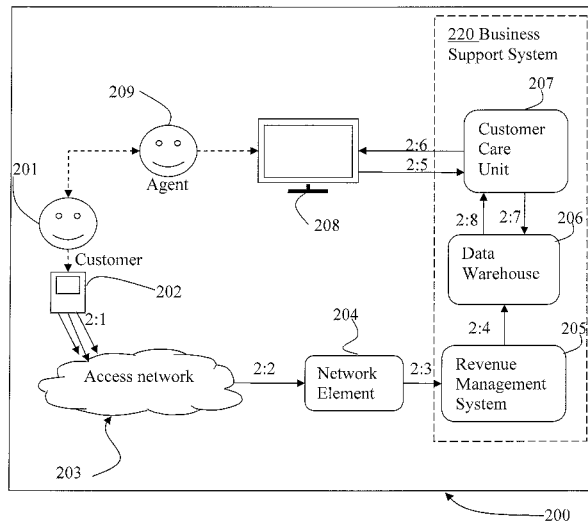 220 Business
Support System
209
207
Customer
Care
Unit
2:6
2:5
201
Agent
208
2:8
2:7
206
Customer
Data
Warehouse
202
2:1
204
2:4
205
Access network
2:2
Network
Element
2:3
Revenue
Management
System
203
200